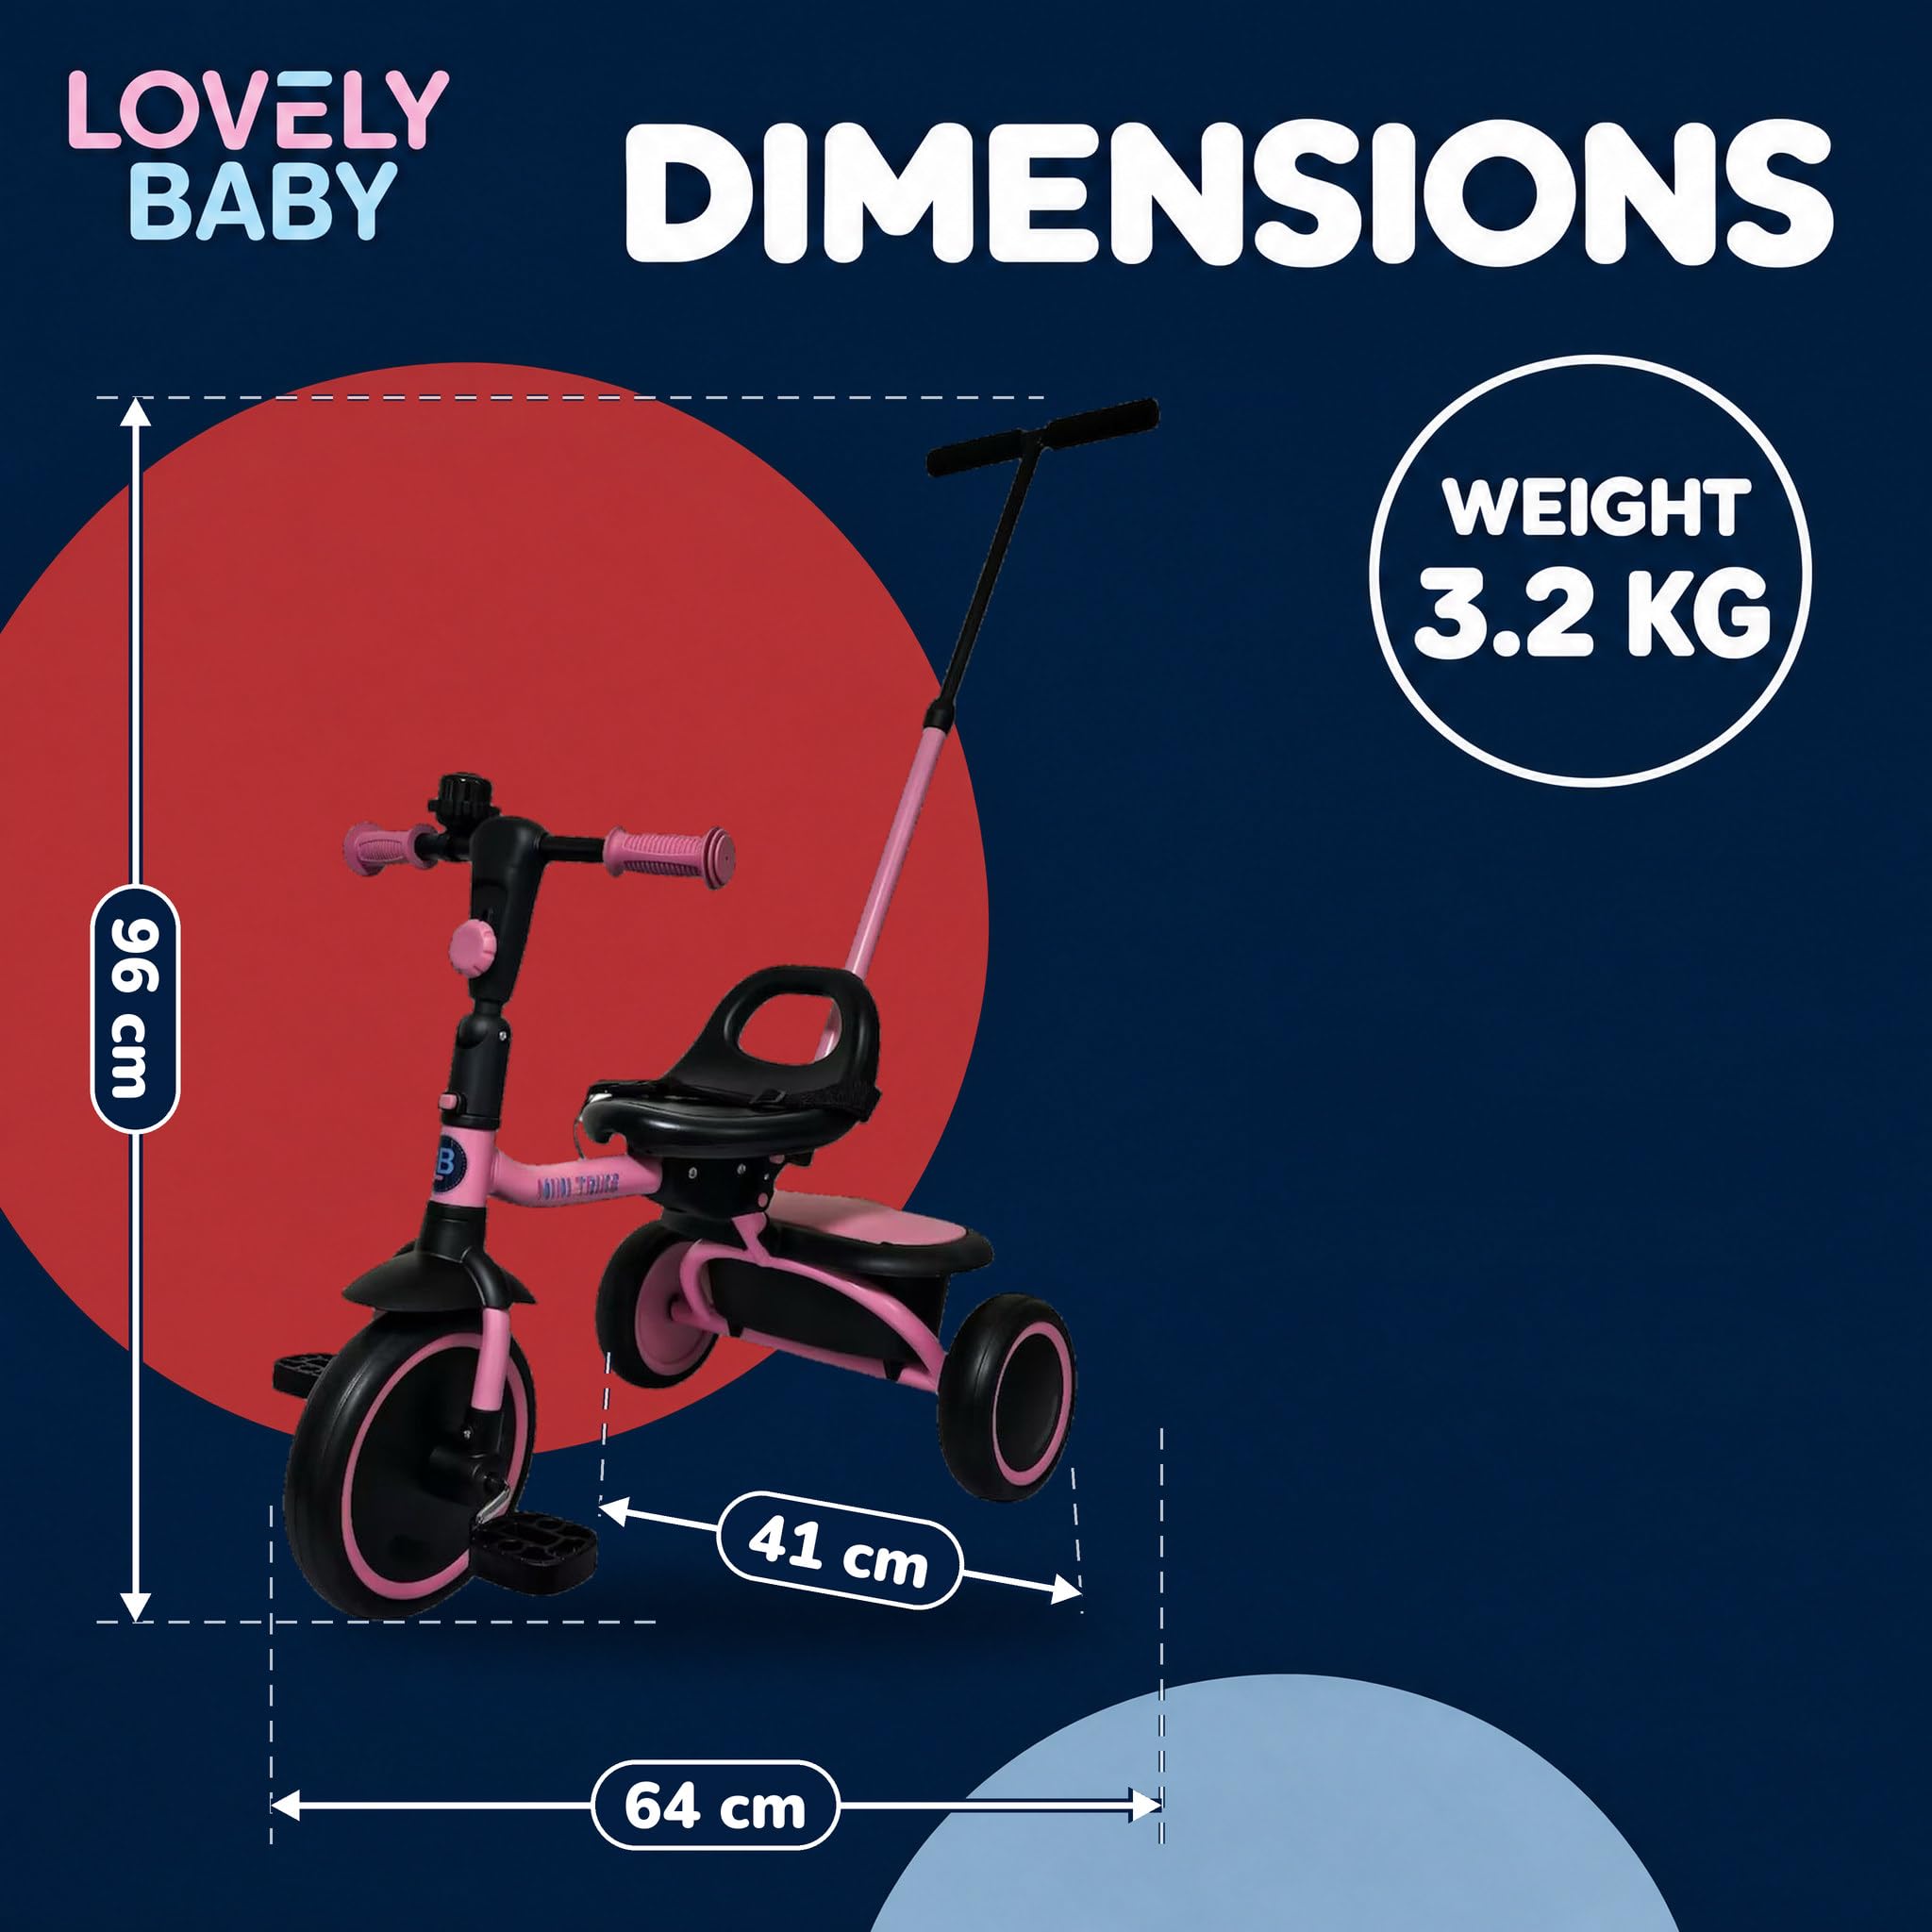 LOVELY
BABY
DIMENSIONS
WEIGHT
3.2 KG
96 cm
B
MINI TRIKE
41 cm
64 cm